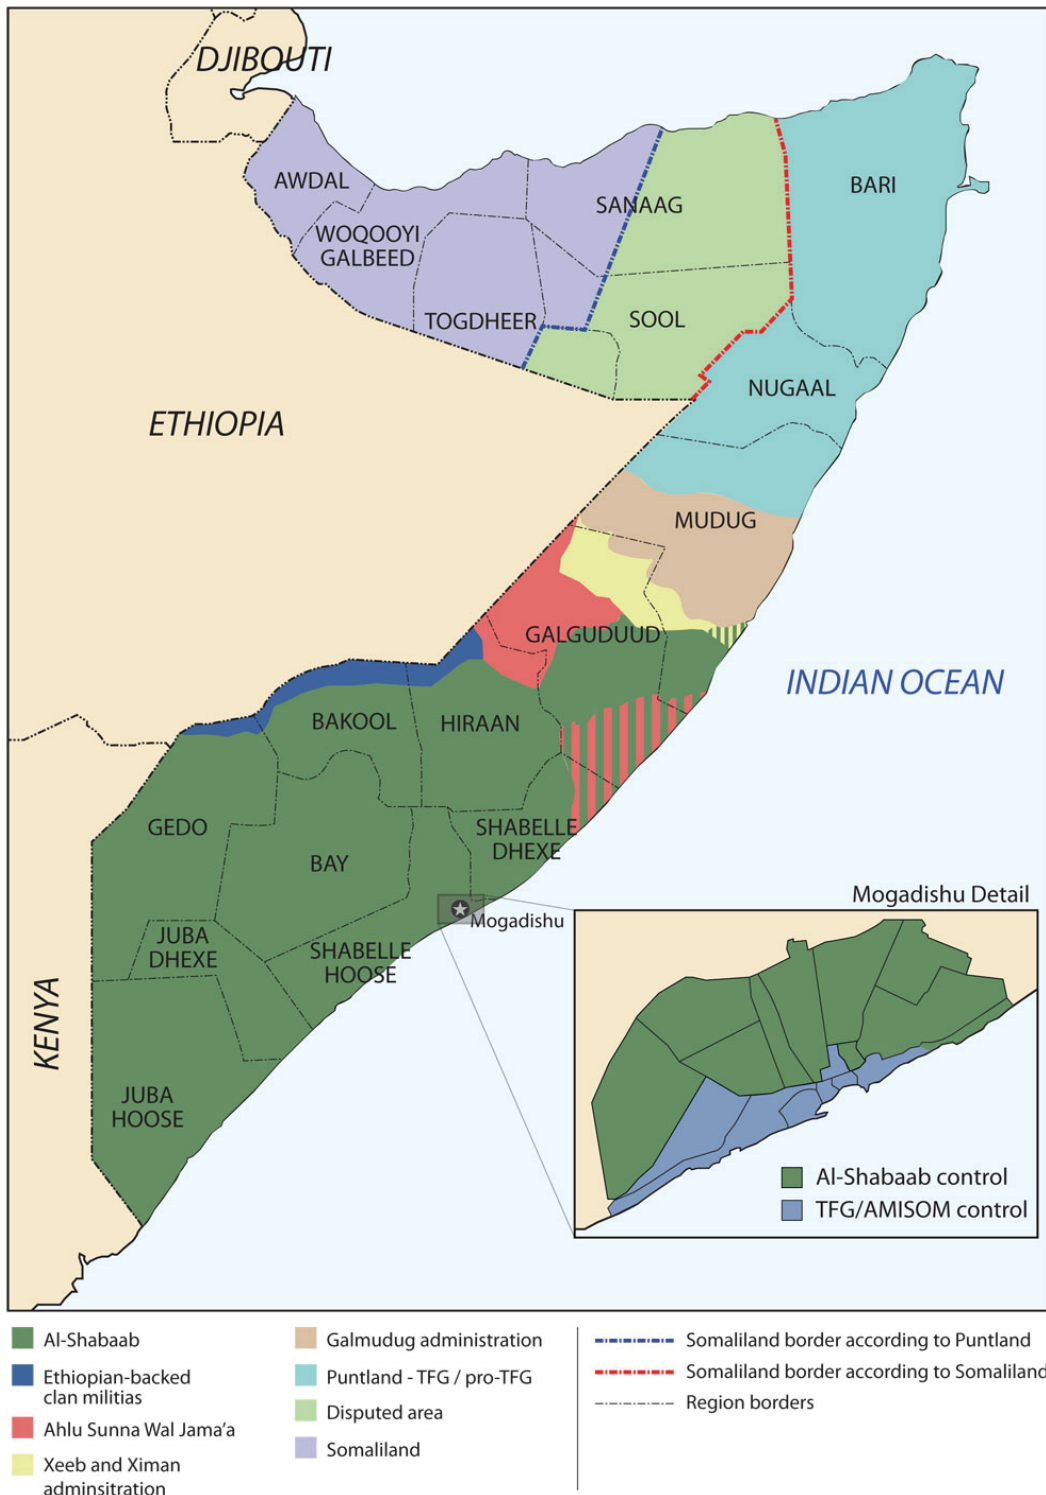 DJIBOUTI
AWDAL
WOQOOYI
GALBEED
TOGDHEER
SANAAG
SOOL
BARI
NUGAAL
ETHIOPIA
MUDUG
GALGUDUUD
INDIAN OCEAN
BAKOOL
HIRAAN
GEDO
BAY
SHABELLE
DHEXE
Mogadishu
JUBA
DHEXE
SHABELLE
HOOSE
KENYA
JUBA
HOOSE
Mogadishu Detail
Al-Shabaab control
TFG/AMISOM control
Al-Shabaab
Ethiopian-backed
clan militias
Ahlu Sunna Wal Jama’a
Xeeb and Ximan
adminsitration
Galmudug administration
Puntland - TFG / pro-TFG
Disputed area
Somaliland
Somaliland border according to Puntland
Somaliland border according to Somaliland
Region borders